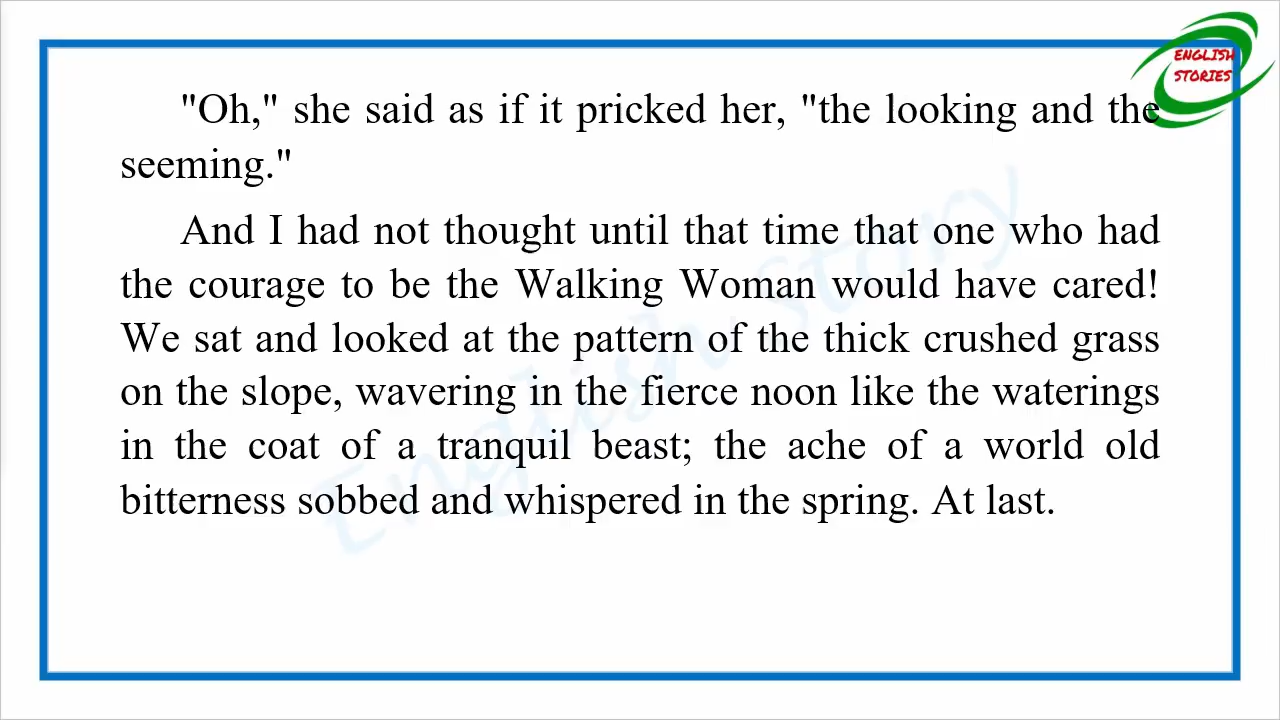 ENGLISH
STORIES
"Oh," she said as if it pricked her, "the looking and the
seeming."
And I had not thought until that time that one who had
the courage to be the Walking Woman would have cared!
We sat and looked at the pattern of the thick crushed grass
on the slope, wavering in the fierce noon like the waterings
in the coat of a tranquil beast; the ache of a world old
bitterness sobbed and whispered in the spring. At last.
English story